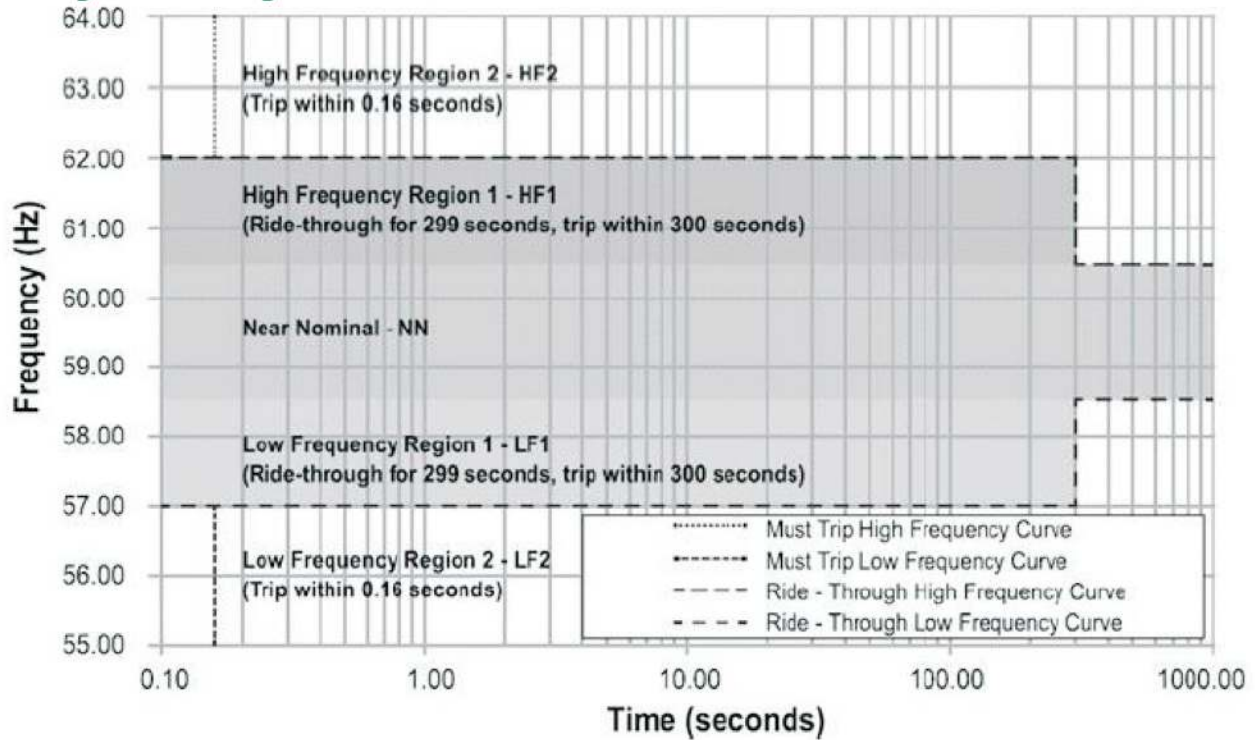 64.00
63.00
62.00
61.00
60.00
59.00
58.00
57.00
56.00
55.00
Frequency (Hz)
High Frequency Region 2 - HF2
(Trip within 0.16 seconds)
High Frequency Region 1 - HF1
(Ride-through for 299 seconds, trip within 300 seconds)
Near Nominal - NN
Low Frequency Region 1 - LF1
(Ride-through for 299 seconds, trip within 300 seconds)
Low Frequency Region 2 - LF2
(Trip within 0.16 seconds)
Must Trip High Frequency Curve
Must Trip Low Frequency Curve
Ride - Through High Frequency Curve
Ride - Through Low Frequency Curve
0.10
1.00
10.00
100.00
1000.00
Time (seconds)